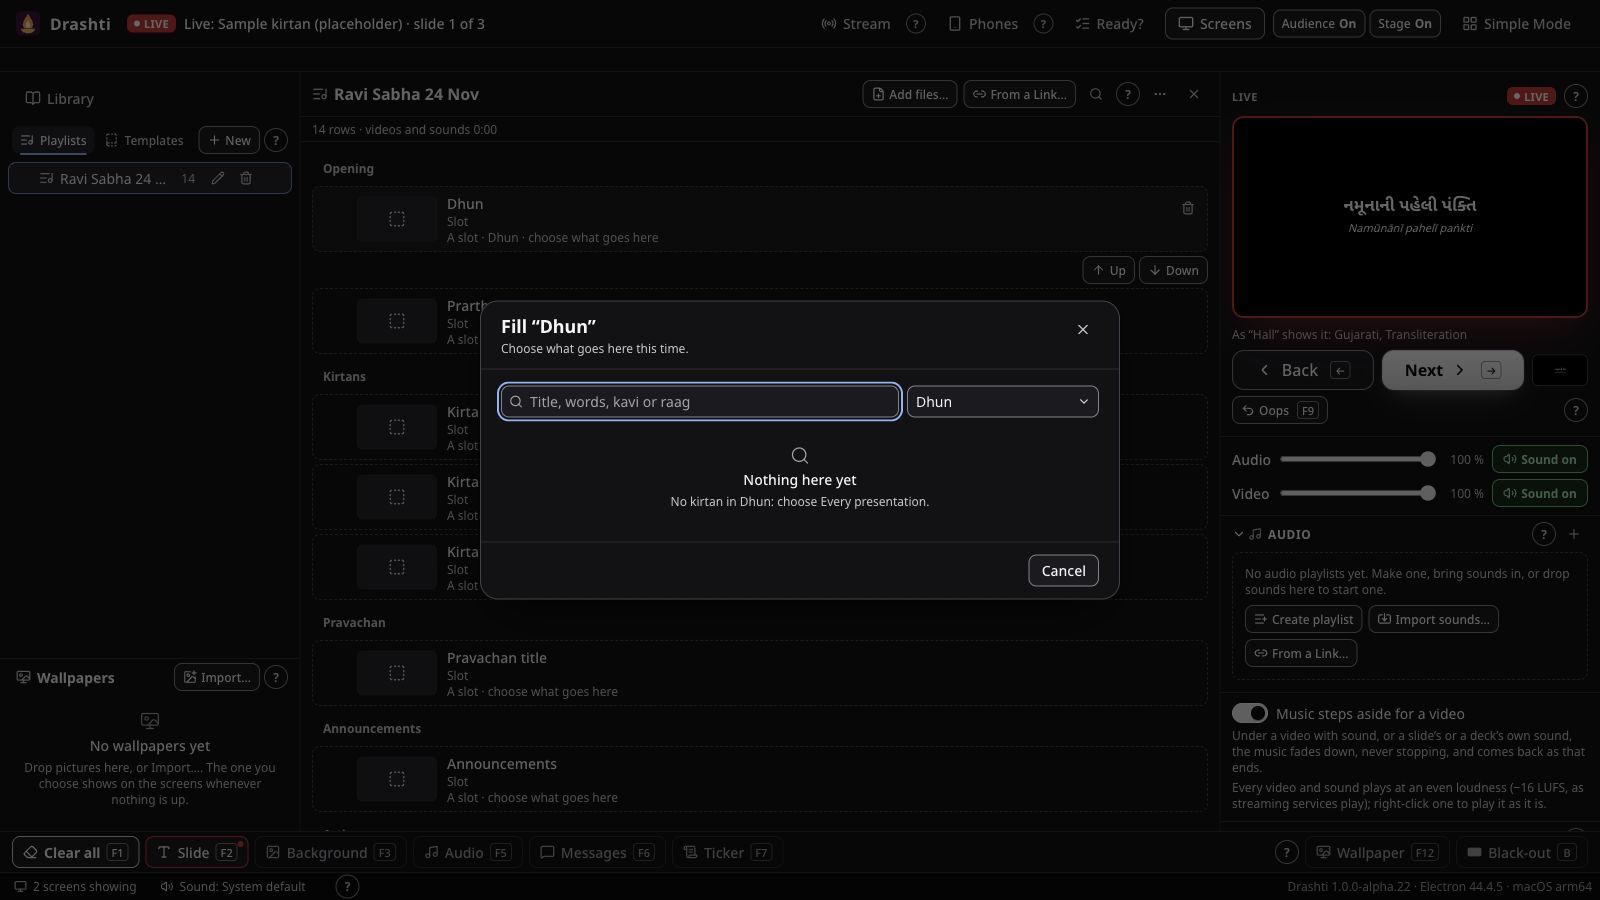 Drashti
LIVE
Live: Sample kirtan (placeholder) · slide 1 of 3
Stream
?
Phones
?
Ready?
Screens
Audience On
Stage On
Simple Mode
Library
Playlists
Templates
New
?
Ravi Sabha 24 ...
14
Ravi Sabha 24 Nov
Add files...
From a Link...
?
14 rows · videos and sounds 0:00
Opening
Dhun
Slot
A slot · Dhun · choose what goes here
Up
Down
Slot
Kirtans
Slot
Slot
Slot
Pravachan
Pravachan title
Slot
A slot · choose what goes here
Announcements
Announcements
Slot
A slot · choose what goes here
Fill “Dhun”
Choose what goes here this time.
Title, words, kavi or raag
Dhun
Nothing here yet
No kirtan in Dhun: choose Every presentation.
Cancel
Wallpapers
Import...
?
No wallpapers yet
Drop pictures here, or Import.... The one you
choose shows on the screens whenever
nothing is up.
LIVE
LIVE
?
નમૂનાની પહેલી પંક્તિ
Namūnānī pahelī paṅkti
As “Hall” shows it: Gujarati, Transliteration
Back
Next
Oops F9
?
Audio
100 %
Sound on
Video
100 %
Sound on
AUDIO
?
No audio playlists yet. Make one, bring sounds in, or drop
sounds here to start one.
Create playlist
Import sounds...
From a Link...
Music steps aside for a video
Under a video with sound, or a slide’s or a deck’s own sound,
the music fades down, never stopping, and comes back as that
ends.
Every video and sound plays at an even loudness (−16 LUFS, as
streaming services play); right-click one to play it as it is.
Clear all F1
Slide F2
Background F3
Audio F5
Messages F6
Ticker F7
?
Wallpaper F12
Black-out B
2 screens showing
Sound: System default
?
Drashti 1.0.0-alpha.22 · Electron 44.4.5 · macOS arm64